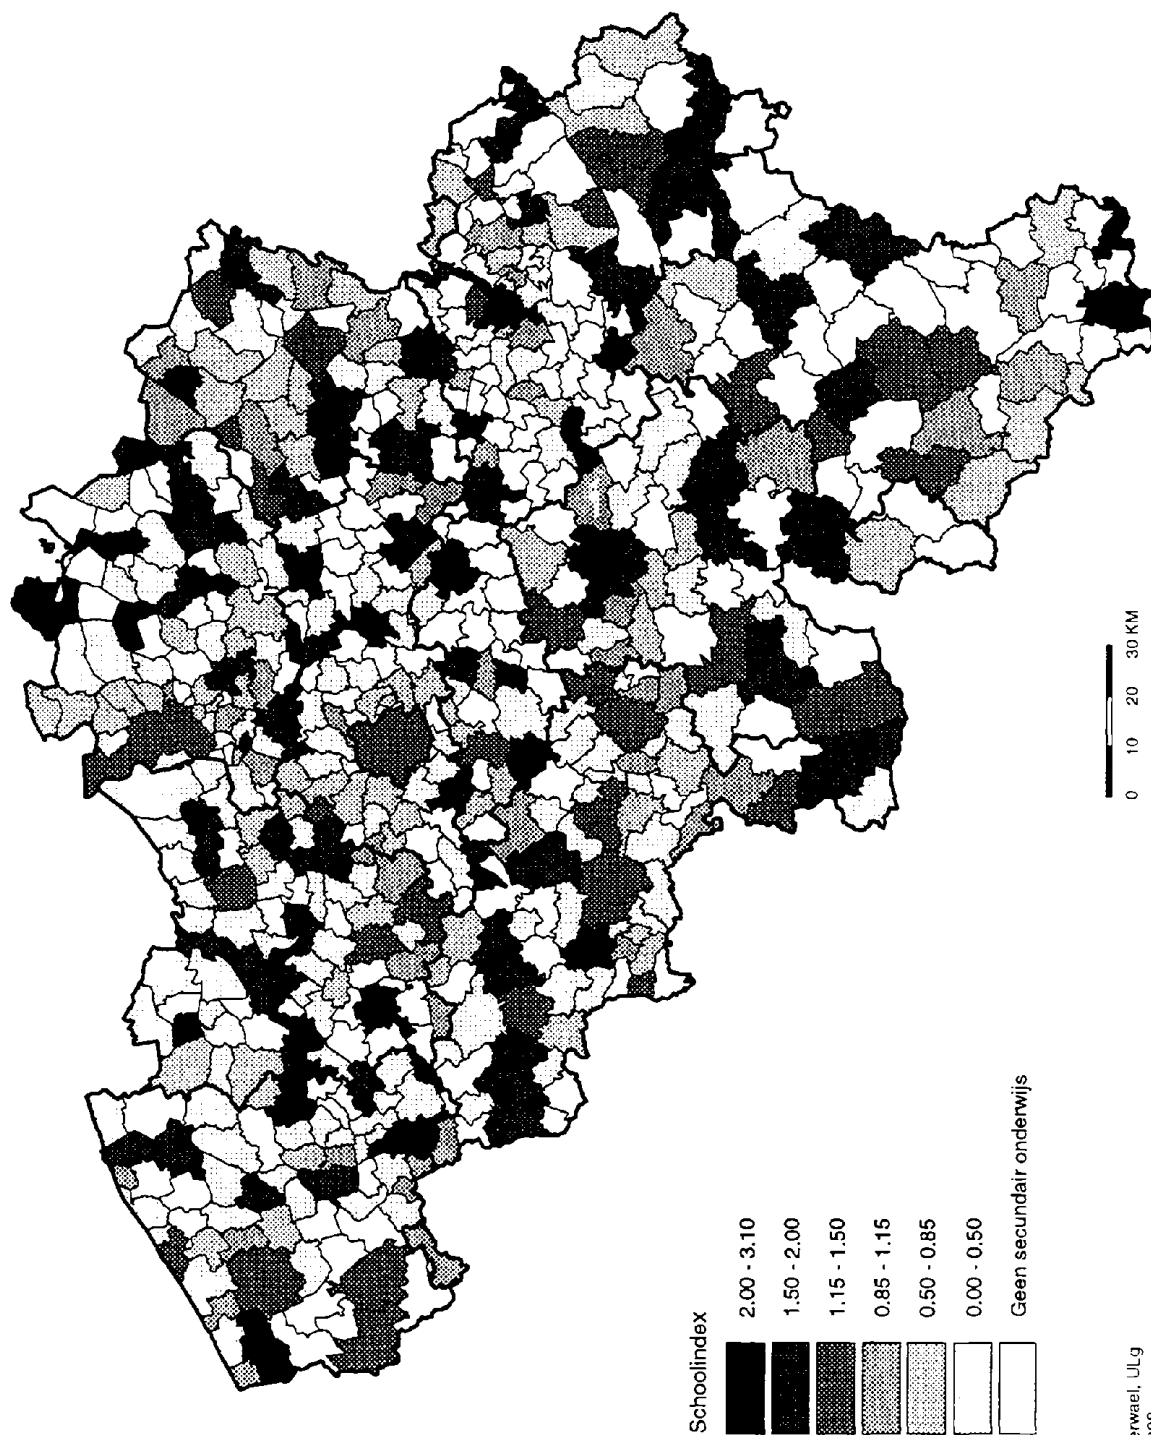 Schoolindex
2.00 - 3.10
1.50 - 2.00
1.15 - 1.50
0.85 - 1.15
0.50 - 0.85
0.00 - 0.50
Geen secundair onderwijs
0 10 20 30 KM
erwael, ULg